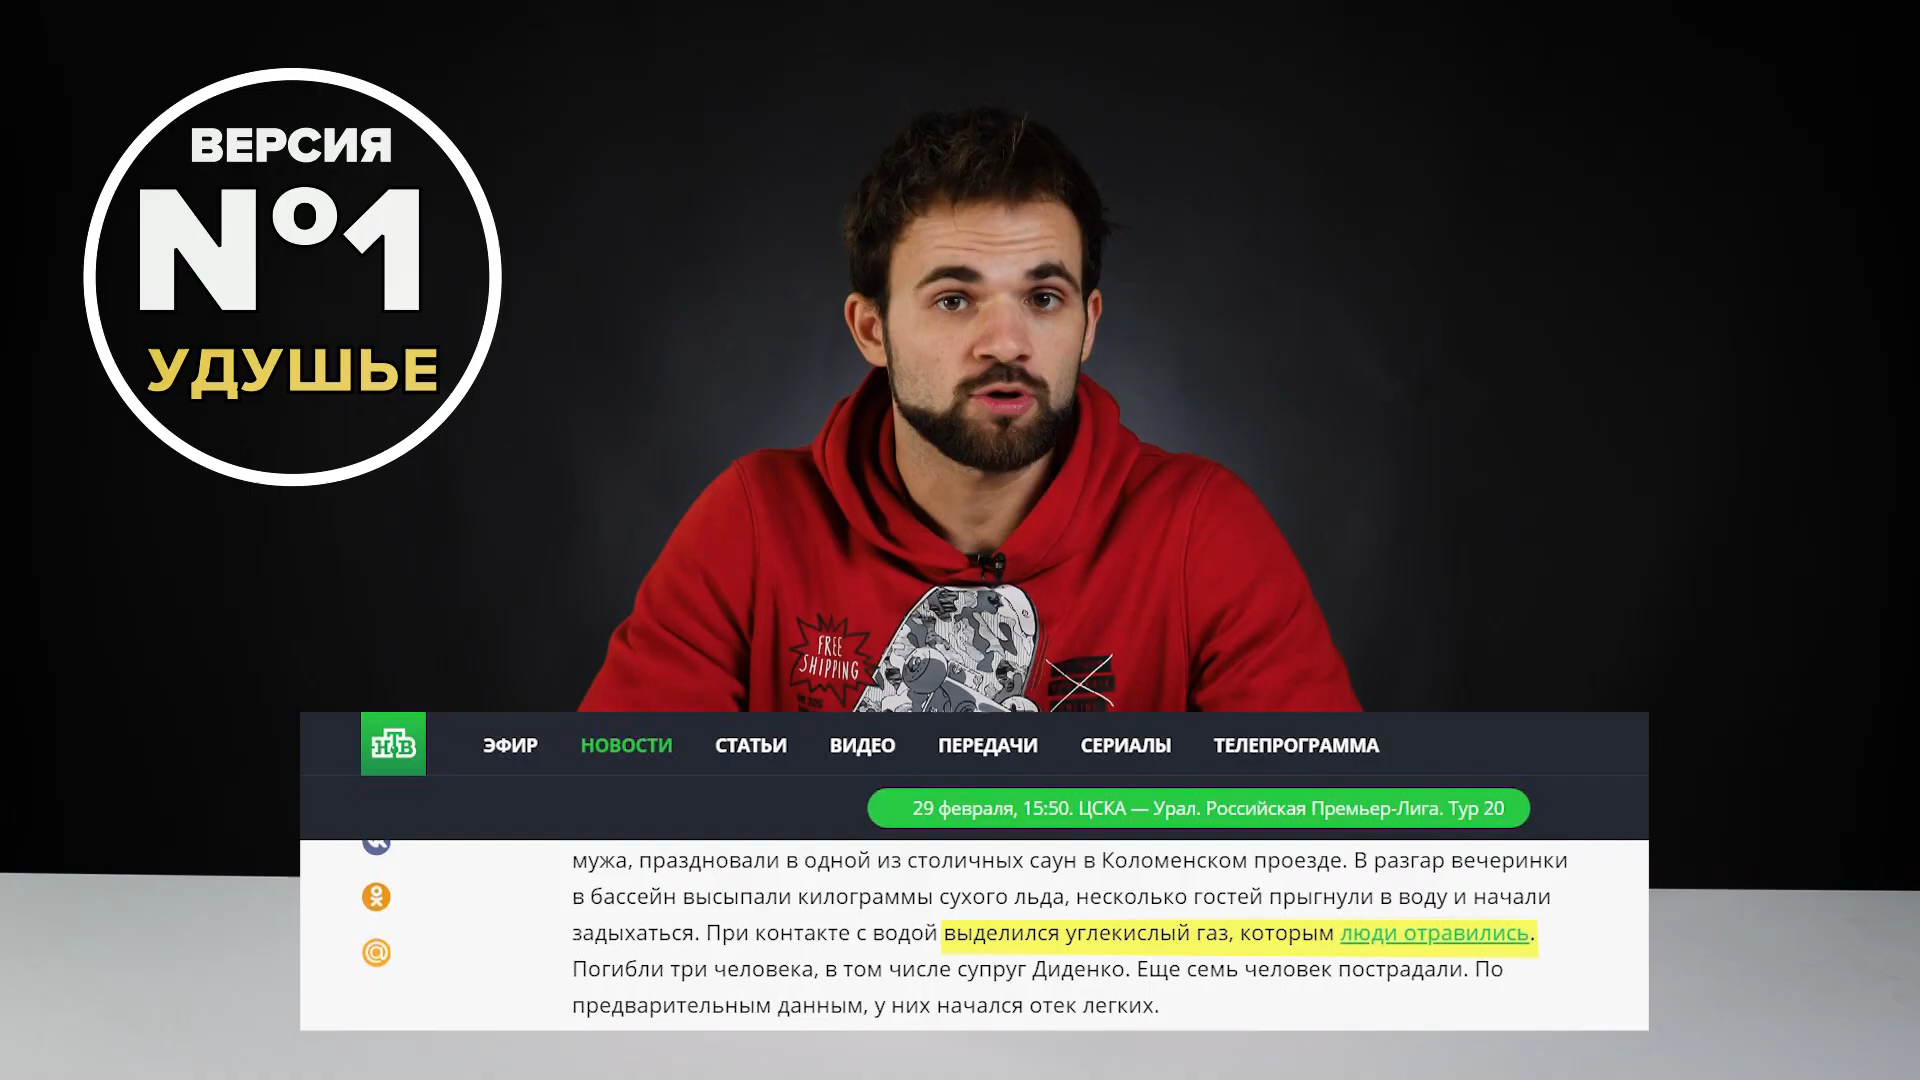 ВЕРСИЯ
№1
УДУШЬЕ
FREE
SHIPPING
НТВ
ЭФИР НОВОСТИ СТАТЬИ ВИДЕО ПЕРЕДАЧИ СЕРИАЛЫ ТЕЛЕПРОГРАММА
29 февраля, 15:50. ЦСКА — Урал. Российская Премьер-Лига. Тур 20
мужа, праздновали в одной из столичных саун в Коломенском проезде. В разгар вечеринки
в бассейн высыпали килограммы сухого льда, несколько гостей прыгнули в воду и начали
задыхаться. При контакте с водой выделился углекислый газ, которым люди отравились.
Погибли три человека, в том числе супруг Диденко. Еще семь человек пострадали. По
предварительным данным, у них начался отек легких.